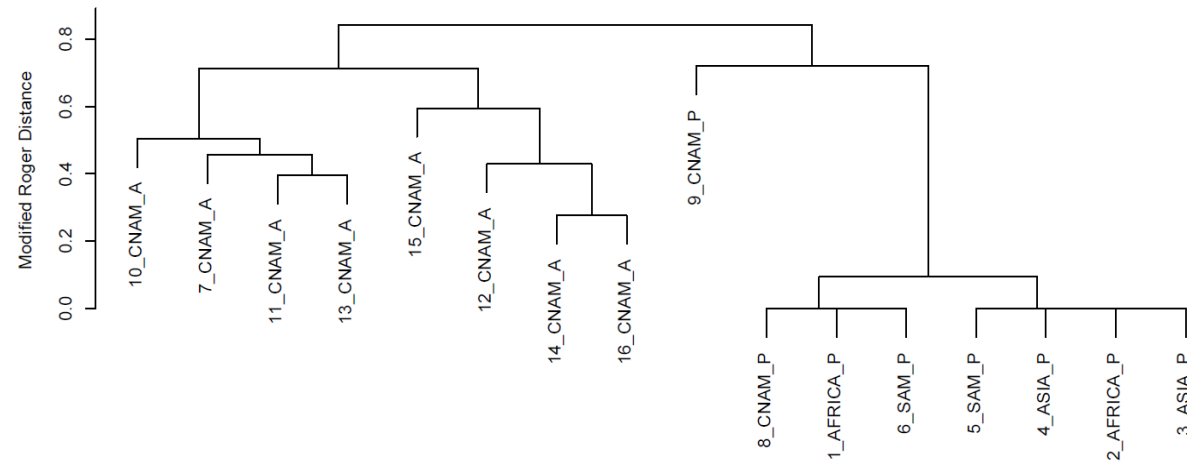 Modified Roger Distance
0.8
0.6
0.4
0.2
0.0
10_CNAM_A
7_CNAM_A
11_CNAM_A
13_CNAM_A
15_CNAM_A
12_CNAM_A
14_CNAM_A
16_CNAM_A
9_CNAM_P
8_CNAM_P
1_AFRICA_P
6_SAM_P
5_SAM_P
4_ASIA_P
2_AFRICA_P
3_ASIA_P